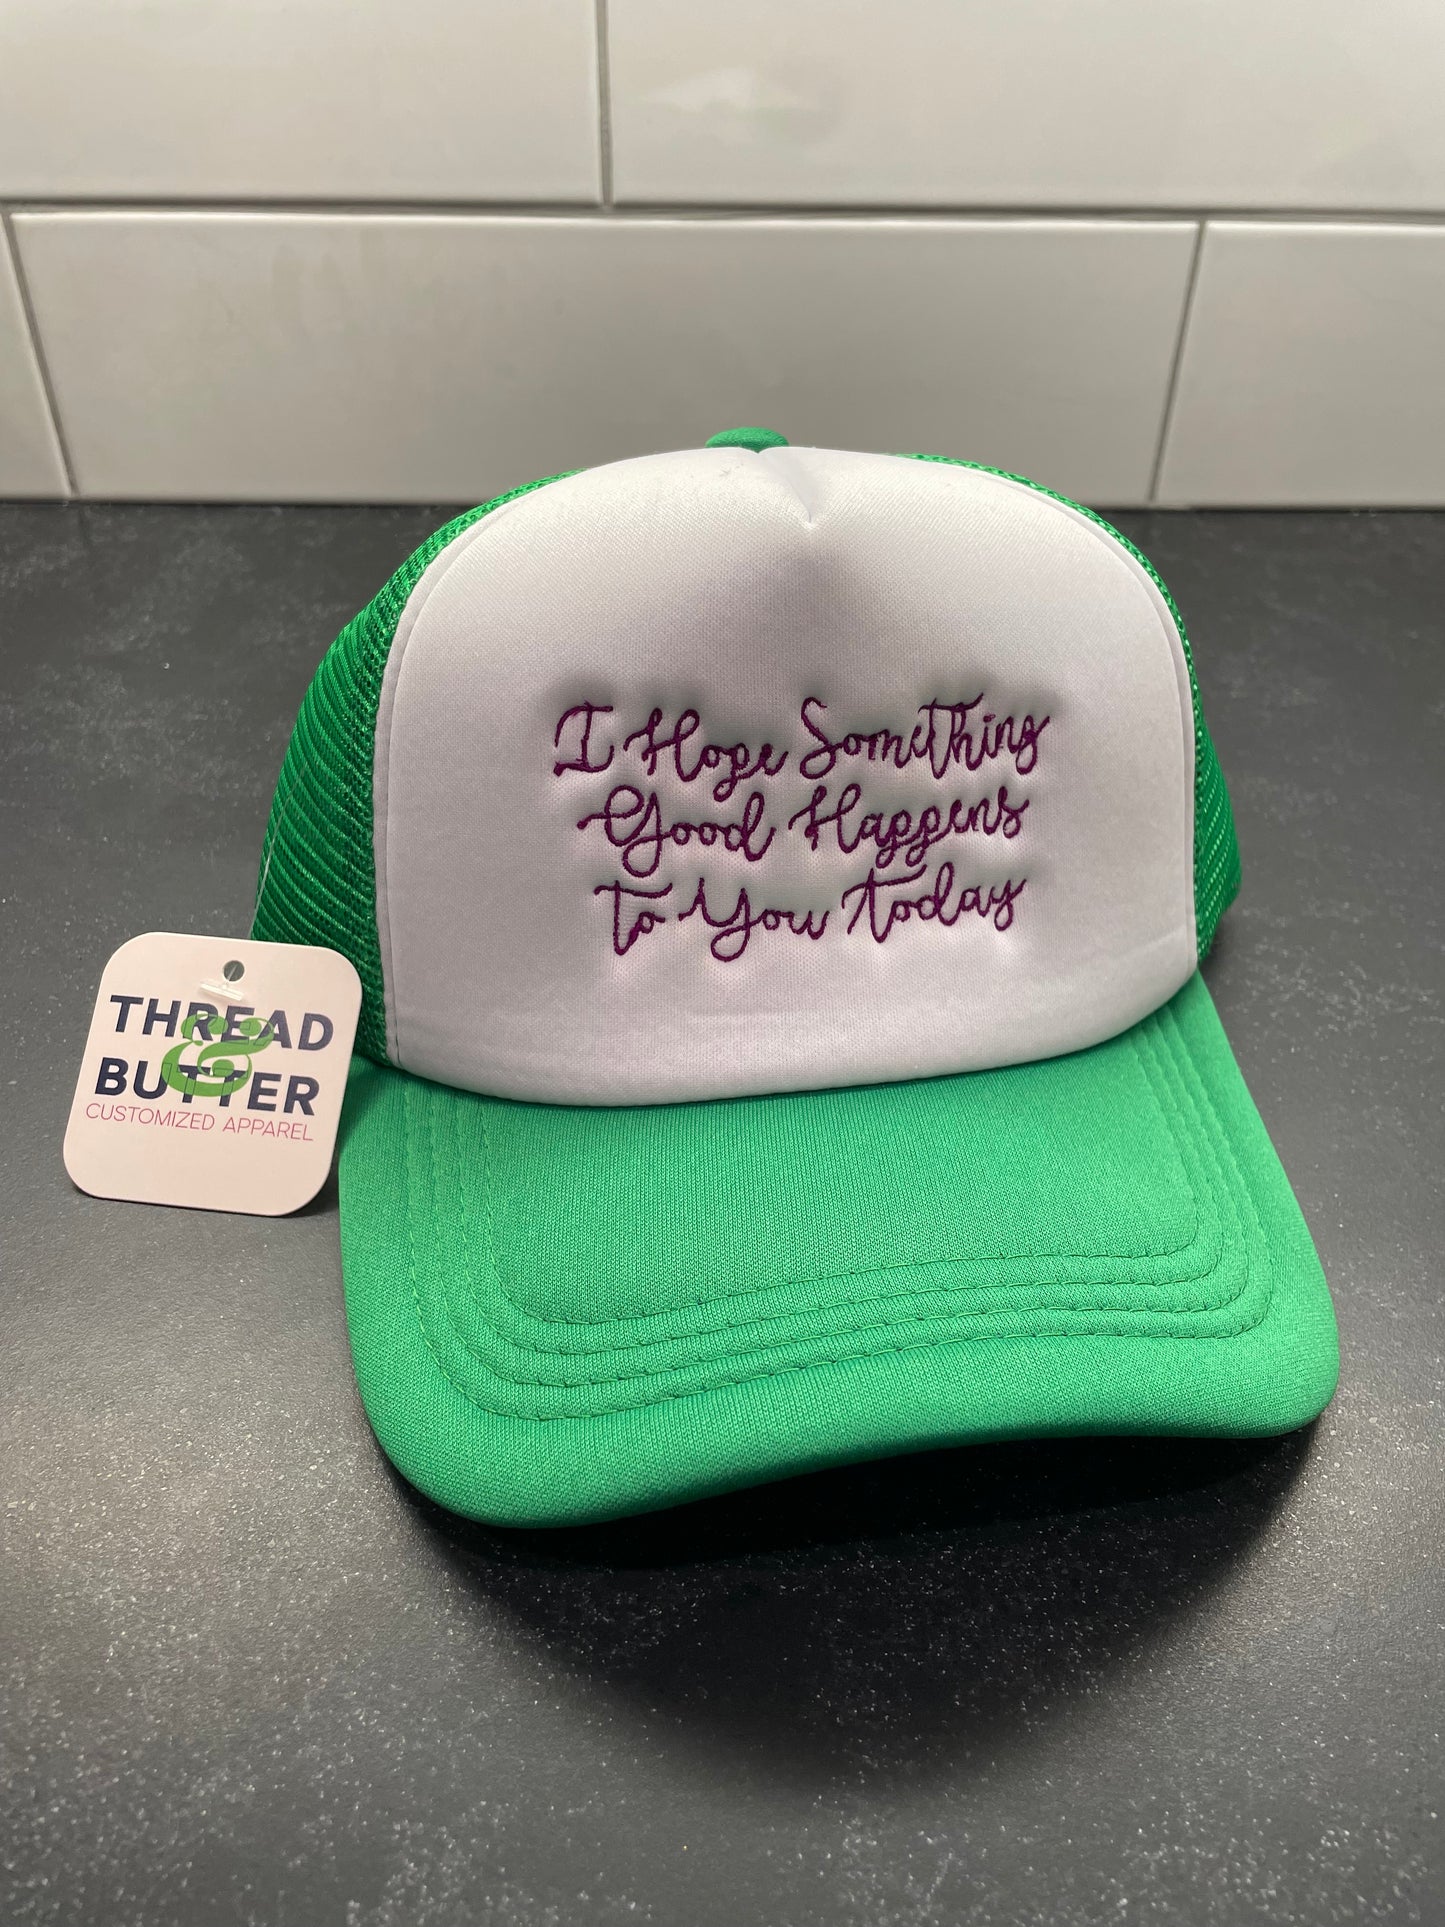 I Hope Something
Good Happens
to You Today
THREAD
&
BUTTER
CUSTOMIZED APPAREL